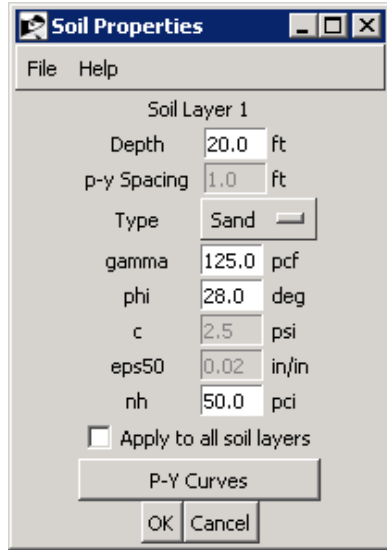 Soil Properties
File Help
Soil Layer 1
Depth 20.0 ft
p-y Spacing 1.0 ft
Type Sand
gamma 125.0 pcf
phi 28.0 deg
c 2.5 psi
eps50 0.02 in/in
nh 50.0 pci
Apply to all soil layers
P-Y Curves
OK Cancel